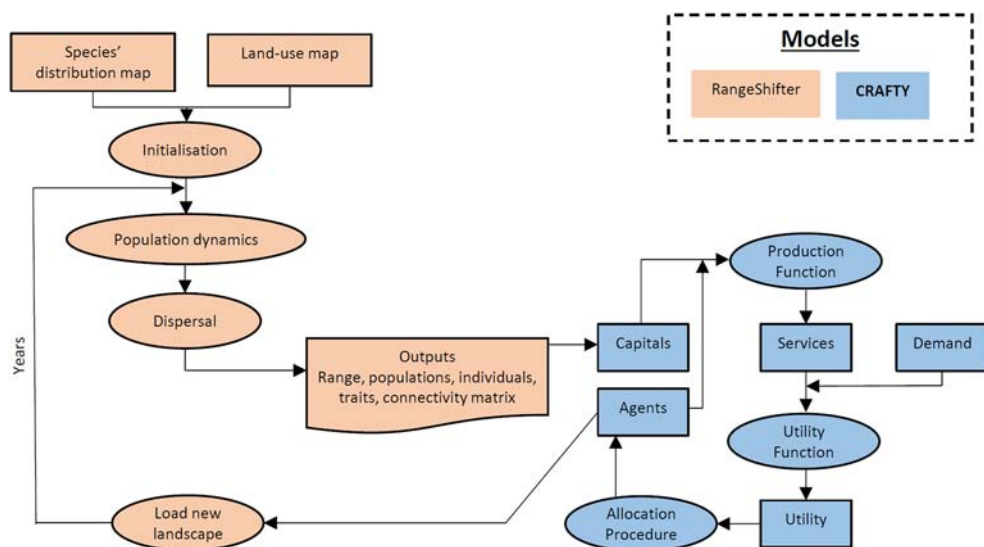 Models
RangeShifter
CRAFTY
Species'
distribution map
Land-use map
Initialisation
Population dynamics
Dispersal
Years
Outputs
Range, populations, individuals,
traits, connectivity matrix
Load new
landscape
Capitals
Agents
Production
Function
Services
Demand
Utility
Function
Utility
Allocation
Procedure